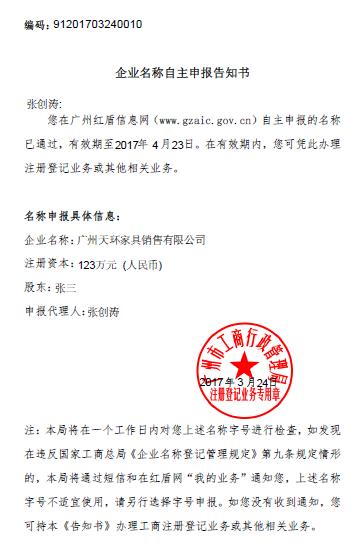 编码: 91201703240010
企业名称自主申报告知书
张创涛:
您在广州红盾信息网（www.gzaic.gov.cn）自主申报的名称
已通过，有效期至2017年 4 月23日。在有效期内，您可凭此办理
注册登记业务或其他相关业务。
名称申报具体信息：
企业名称: 广州天环家具销售有限公司
注册资本: 123万元（人民币）
股东: 张三
申报代理人: 张创涛
广州市工商行政管理局
2017 年 3 月 24日
注册登记业务专用章
注：本局将在一个工作日内对您上述名称字号进行检查，如发现
在违反国家工商总局《企业名称登记管理规定》第九条规定情形
的，本局将通过短信和在红盾网“我的业务”通知您，上述名称
字号不适宜使用，请另行选择字号申报。如您没有收到通知，您
可持本《告知书》办理工商注册登记业务或其他相关业务。